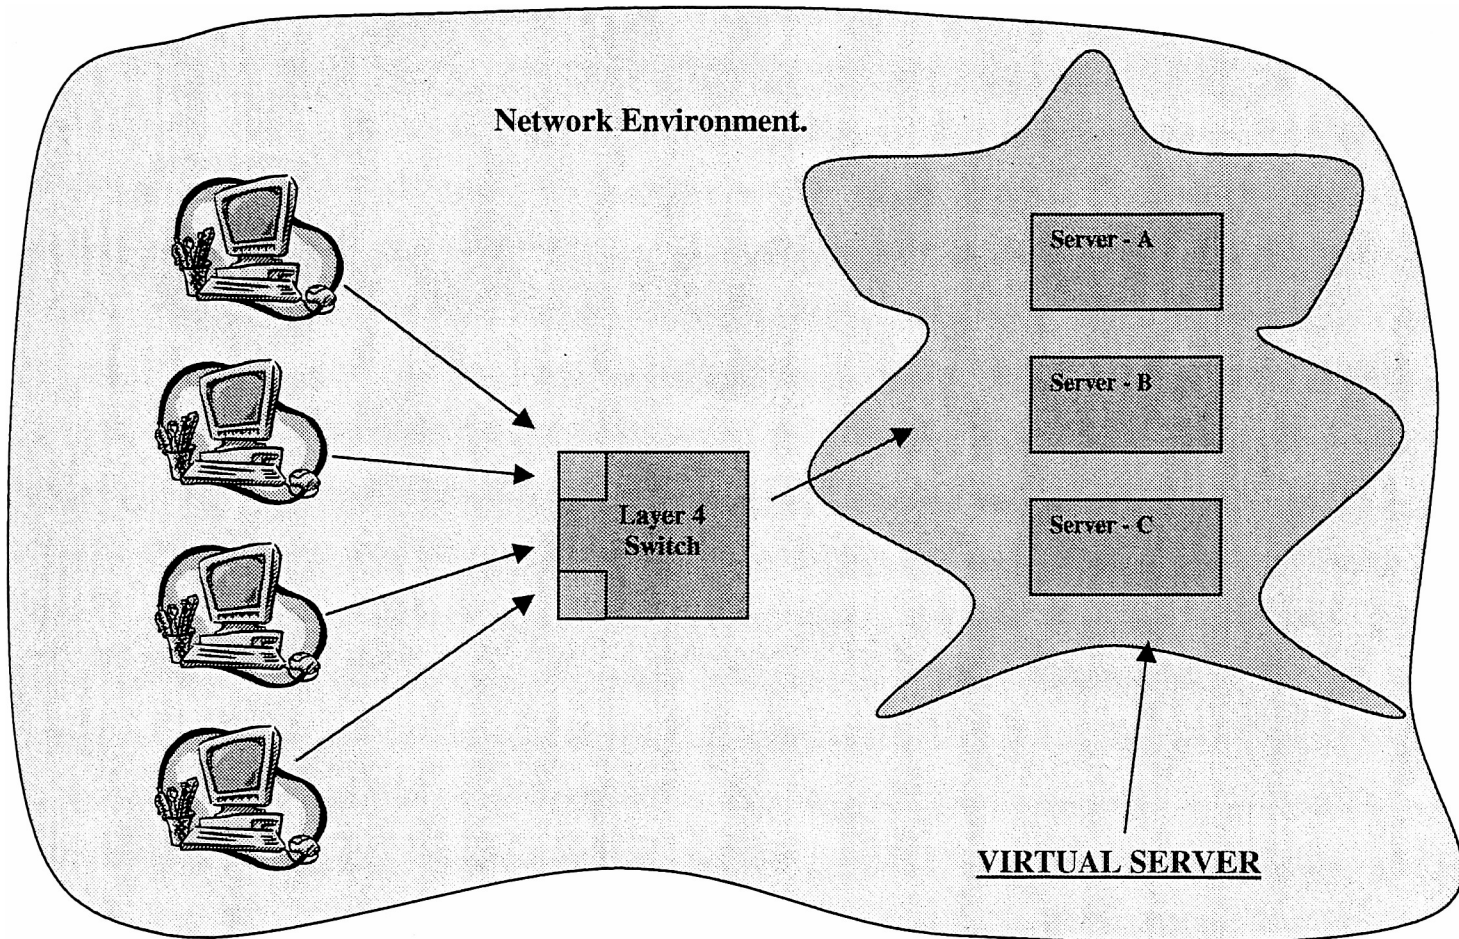 Network Environment.
Server - A
Server - B
Layer 4
Switch
Server - C
VIRTUAL SERVER